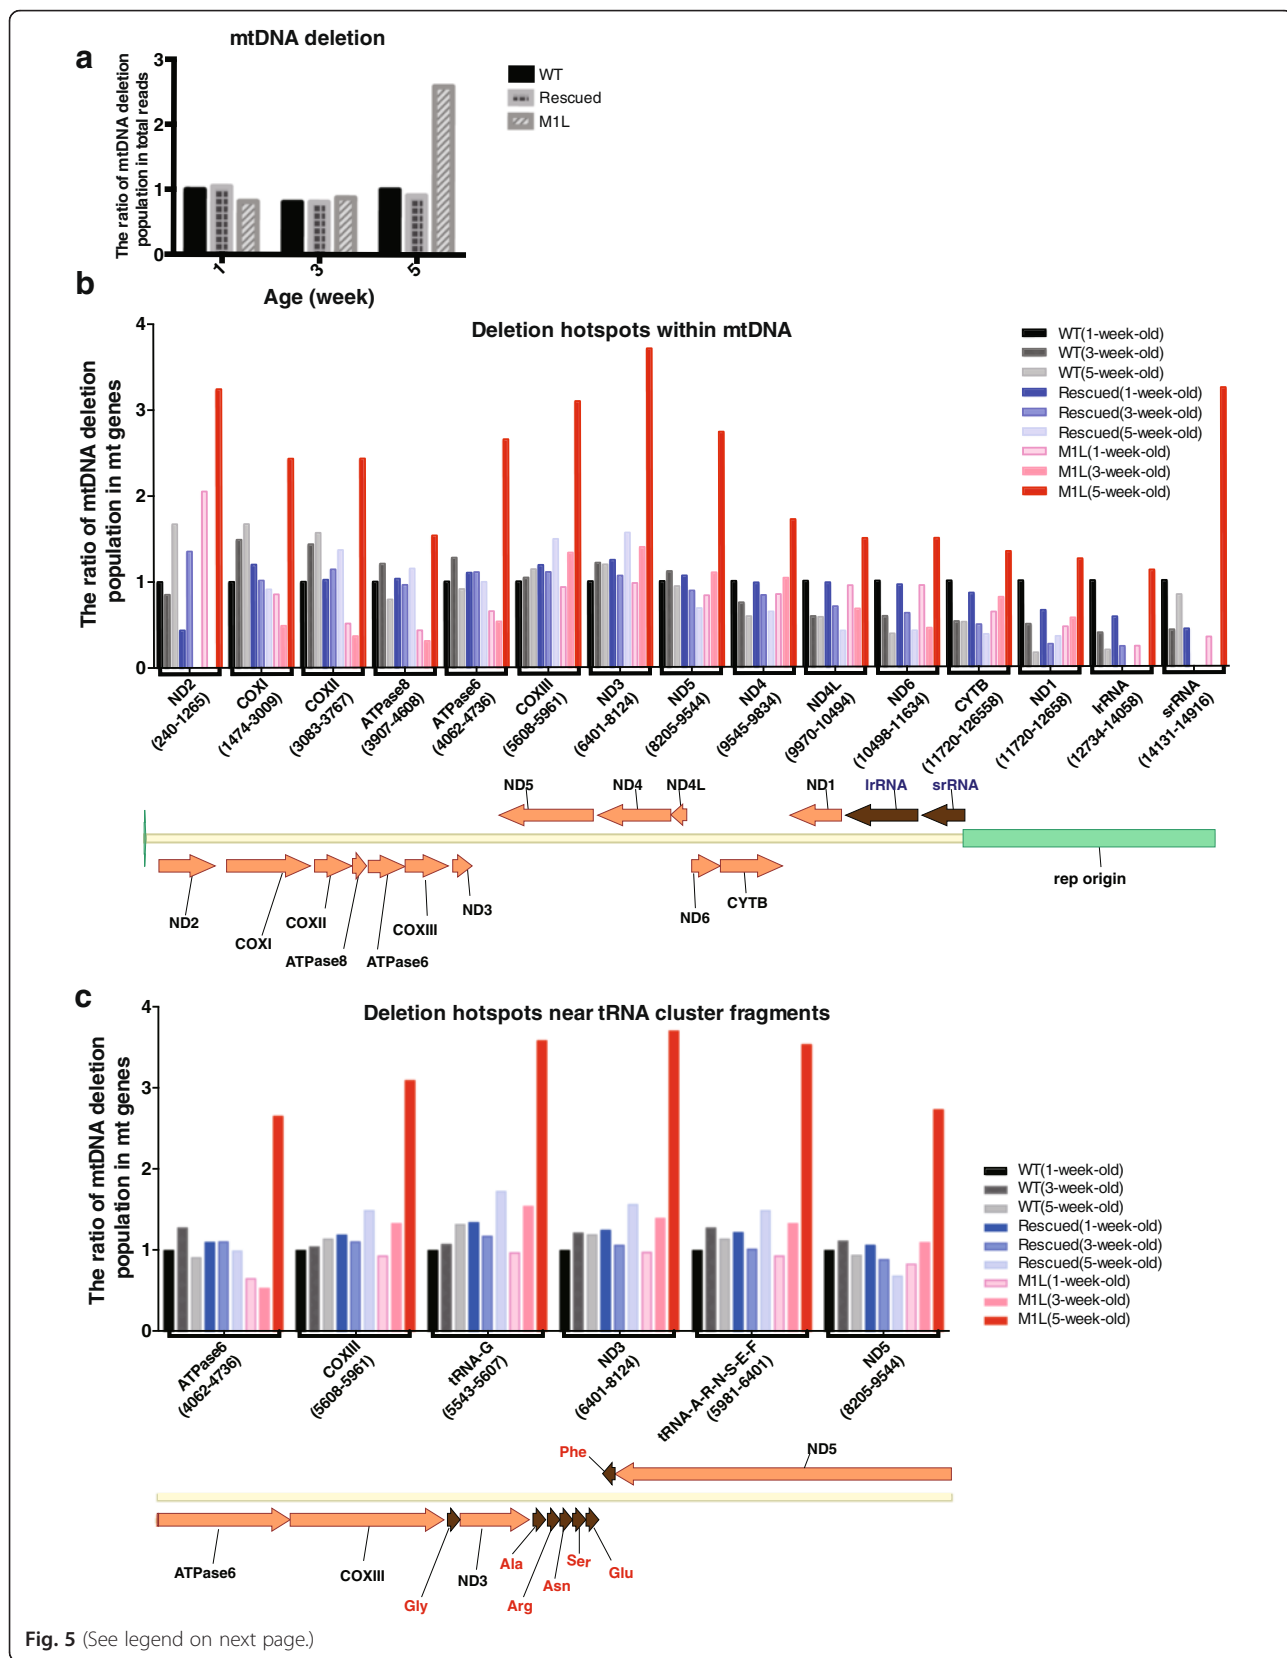 a
mtDNA deletion
The ratio of mtDNA deletion
population in total reads
3
2
1
0
1
3
5
Age (week)
WT
Rescued
M1L
b
Deletion hotspots within mtDNA
The ratio of mtDNA deletion
population in mt genes
4
3
2
1
0
WT(1-week-old)
WT(3-week-old)
WT(5-week-old)
Rescued(1-week-old)
Rescued(3-week-old)
Rescued(5-week-old)
M1L(1-week-old)
M1L(3-week-old)
M1L(5-week-old)
ND2
(240-1265)
COXI
(1474-3009)
COXII
(3083-3767)
ATPase8
(3907-4608)
ATPase6
(4062-4736)
COXIII
(5608-5961)
ND3
(6401-8124)
ND5
(8205-9544)
ND4
(9545-9834)
ND4L
(9970-10494)
ND6
(10498-11634)
CYTB
(11720-126558)
ND1
(11720-12658)
lrRNA
(12734-14058)
srRNA
(14131-14916)
ND5
ND4
ND4L
ND1
lrRNA
srRNA
rep origin
ND2
COXI
COXII
ATPase8
ATPase6
COXIII
ND3
ND6
CYTB
c
Deletion hotspots near tRNA cluster fragments
The ratio of mtDNA deletion
population in mt genes
4
3
2
1
0
WT(1-week-old)
WT(3-week-old)
WT(5-week-old)
Rescued(1-week-old)
Rescued(3-week-old)
Rescued(5-week-old)
M1L(1-week-old)
M1L(3-week-old)
M1L(5-week-old)
ATPase6
(4062-4736)
COXIII
(5608-5961)
tRNA-G
(5543-5607)
ND3
(6401-8124)
tRNA-A-R-N-S-E-F
(5981-6401)
ND5
(8205-9544)
Phe
ND5
ATPase6
COXIII
Gly
ND3
Ala
Arg
Asn
Ser
Glu
Fig. 5 (See legend on next page.)